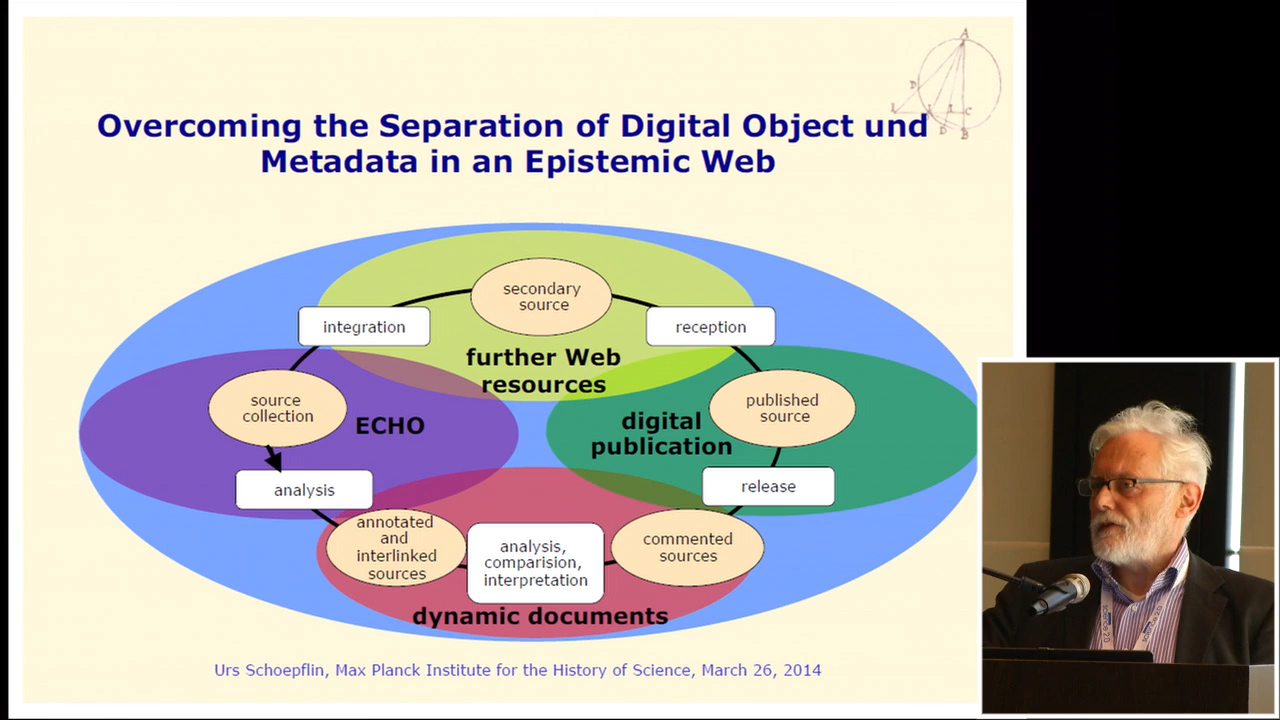 Overcoming the Separation of Digital Object und
Metadata in an Epistemic Web
A
D
C
D
B
secondary
source
integration
reception
further Web
resources
source
collection
ECHO
published
source
digital
publication
analysis
release
annotated
and
interlinked
sources
analysis,
comparision,
interpretation
commented
sources
dynamic documents
Urs Schoepflin, Max Planck Institute for the History of Science, March 26, 2014